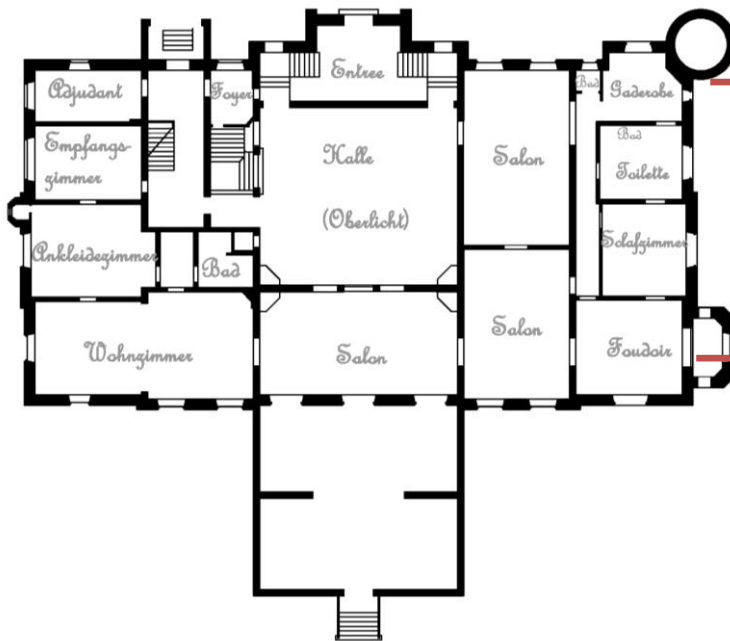 Entree
Adjudant
Foyer
Bad
Gaderobe
Empfangs-
zimmer
Halle
(Oberlicht)
Salon
Bad
Toilette
Ankleidezimmer
Bad
Sclafzimmer
Wohnzimmer
Salon
Salon
Foudoir